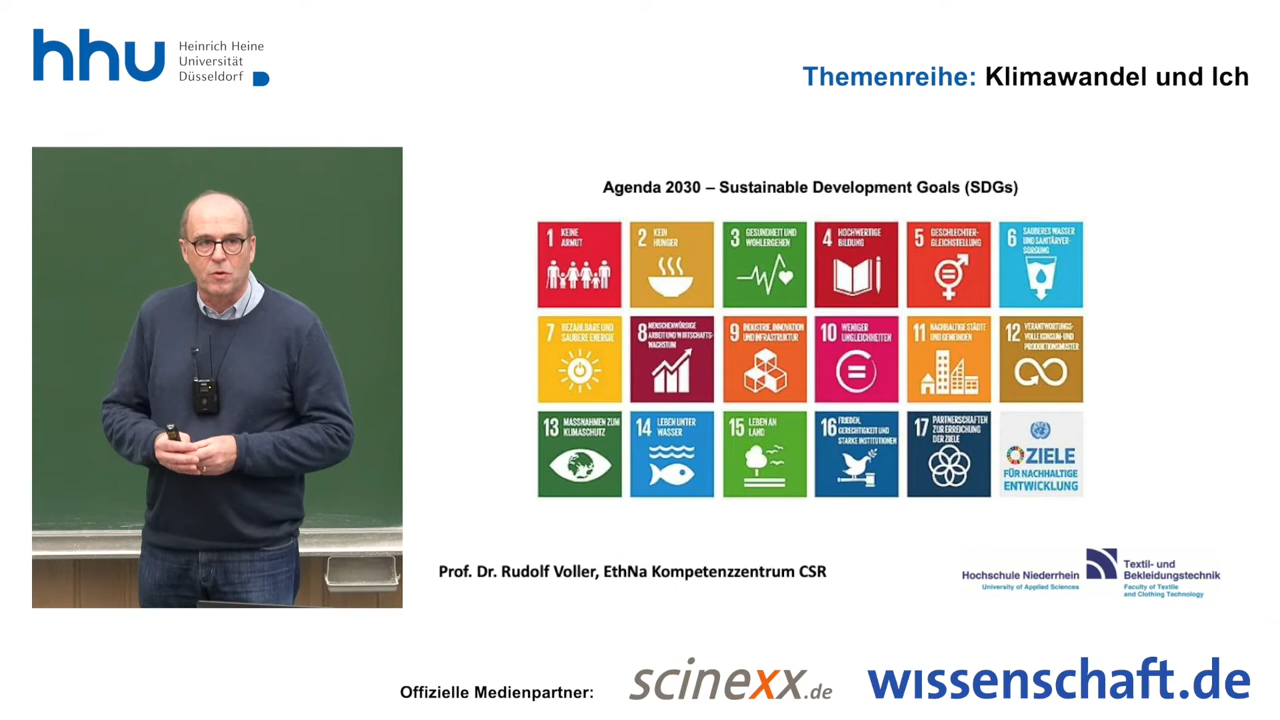 hhu Heinrich Heine
Universität
Düsseldorf
Themenreihe: Klimawandel und Ich
Agenda 2030 – Sustainable Development Goals (SDGs)
1 KEINE
ARMUT
2 KEIN
HUNGER
3 GESUNDHEIT UND
WOHLERGEHEN
4 HOCHWERTIGE
BILDUNG
5 GESCHLECHTER-
GLEICHSTELLUNG
6 SAUBERES WASSER
UND SANITÄRVER-
SORGUNG
7 BEZAHLBARE UND
SAUBERE ENERGIE
8 MENSCHENWÜRDIGE
ARBEIT UND WIRTSCHAFTS-
WACHSTUM
9 INDUSTRIE, INNOVATION
UND INFRASTRUKTUR
10 WENIGER
UNGLEICHHEITEN
11 NACHHALTIGE STÄDTE
UND GEMEINDEN
12 VERANTWORTUNGS-
VOLLE KONSUM- UND
PRODUKTIONSMUSTER
13 MASSNAHMEN ZUM
KLIMASCHUTZ
14 LEBEN UNTER
WASSER
15 LEBEN AN
LAND
16 FRIEDEN,
GERECHTIGKEIT UND
STARKE INSTITUTIONEN
17 PARTNERSCHAFTEN
ZUR ERREICHUNG
DER ZIELE
ZIELE
FÜR NACHHALTIGE
ENTWICKLUNG
Prof. Dr. Rudolf Voller, EthNa Kompetenzzentrum CSR
Hochschule Niederrhein
University of Applied Sciences
Textil- und
Bekleidungstechnik
Faculty of Textile
and Clothing Technology
Offizielle Medienpartner:
scinexx.de
wissenschaft.de